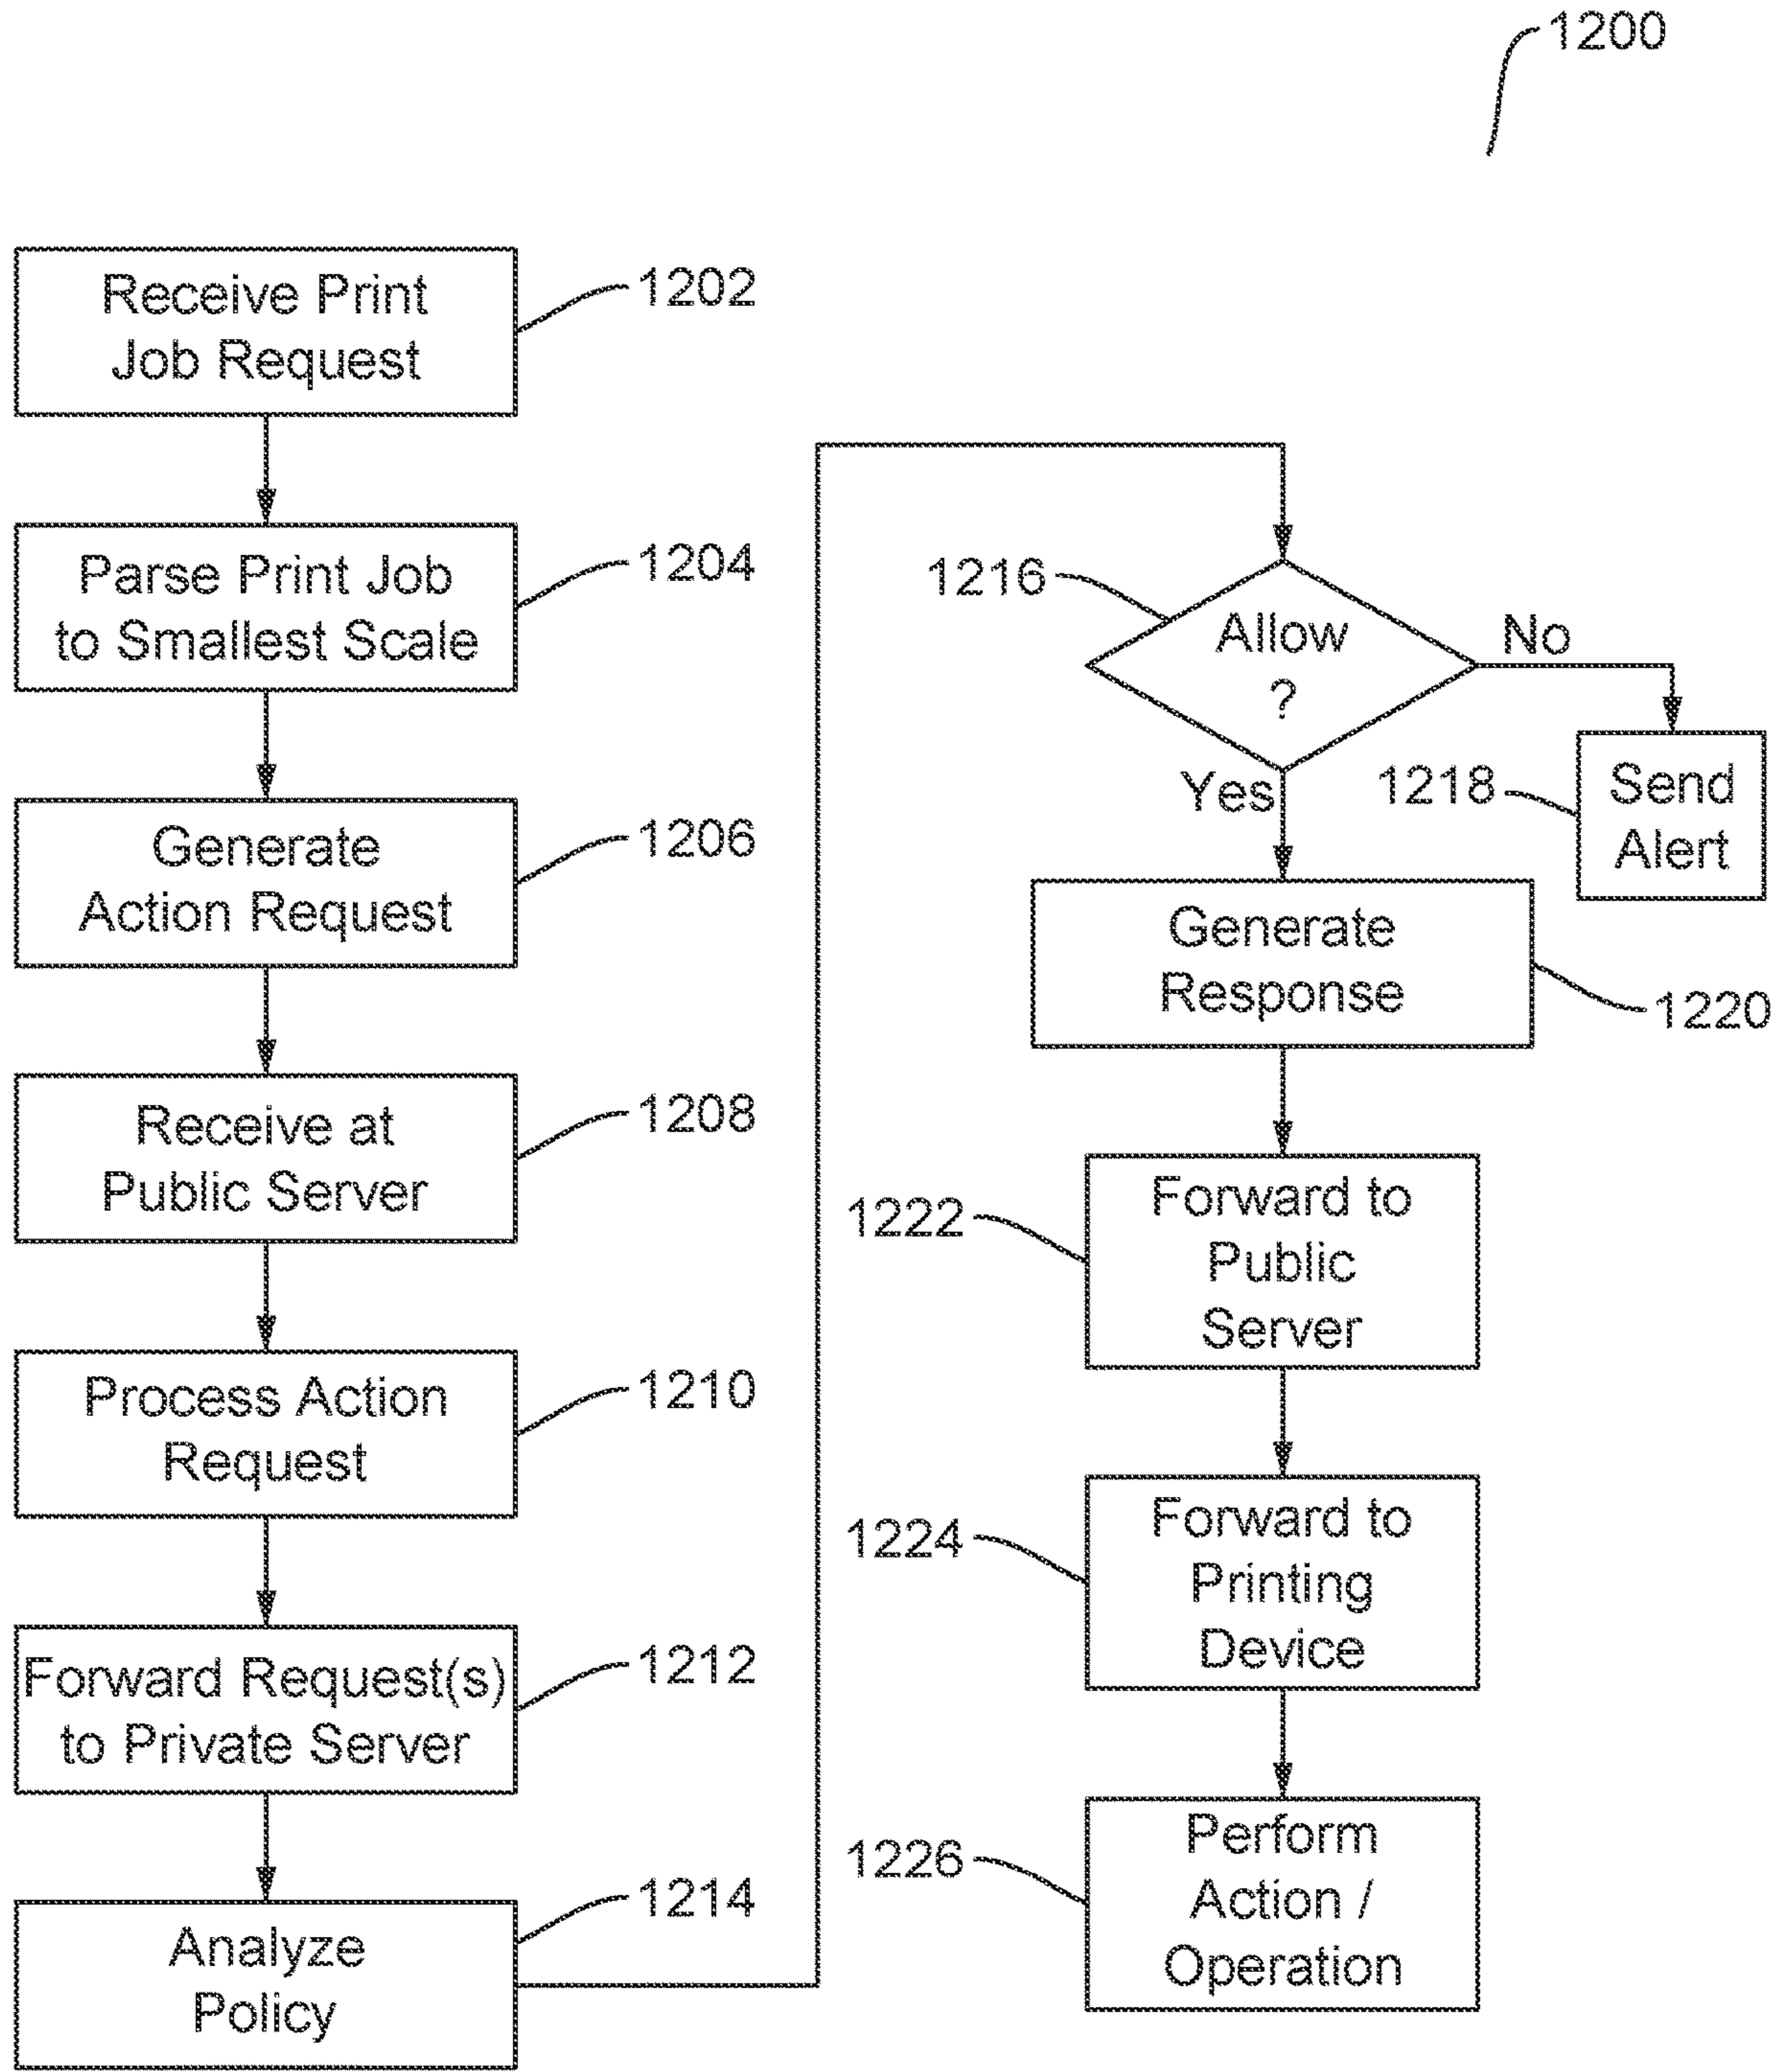 1200
Receive Print
Job Request
1202
Parse Print Job
to Smallest Scale
1204
Generate
Action Request
1206
Receive at
Public Server
1208
Process Action
Request
1210
Forward Request(s)
to Private Server
1212
Analyze
Policy
1214
1216
Allow
?
No
Yes
1218
Send
Alert
Generate
Response
1220
1222
Forward to
Public
Server
1224
Forward to
Printing
Device
1226
Perform
Action /
Operation